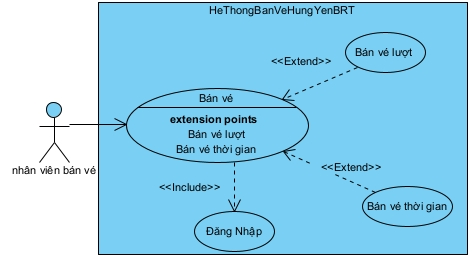 HeThongBanVeHungYenBRT
Bán vé lượt
<<Extend>>
Bán vé
extension points
Bán vé lượt
Bán vé thời gian
nhân viên bán vé
<<Extend>>
<<Include>>
Bán vé thời gian
Đăng Nhập